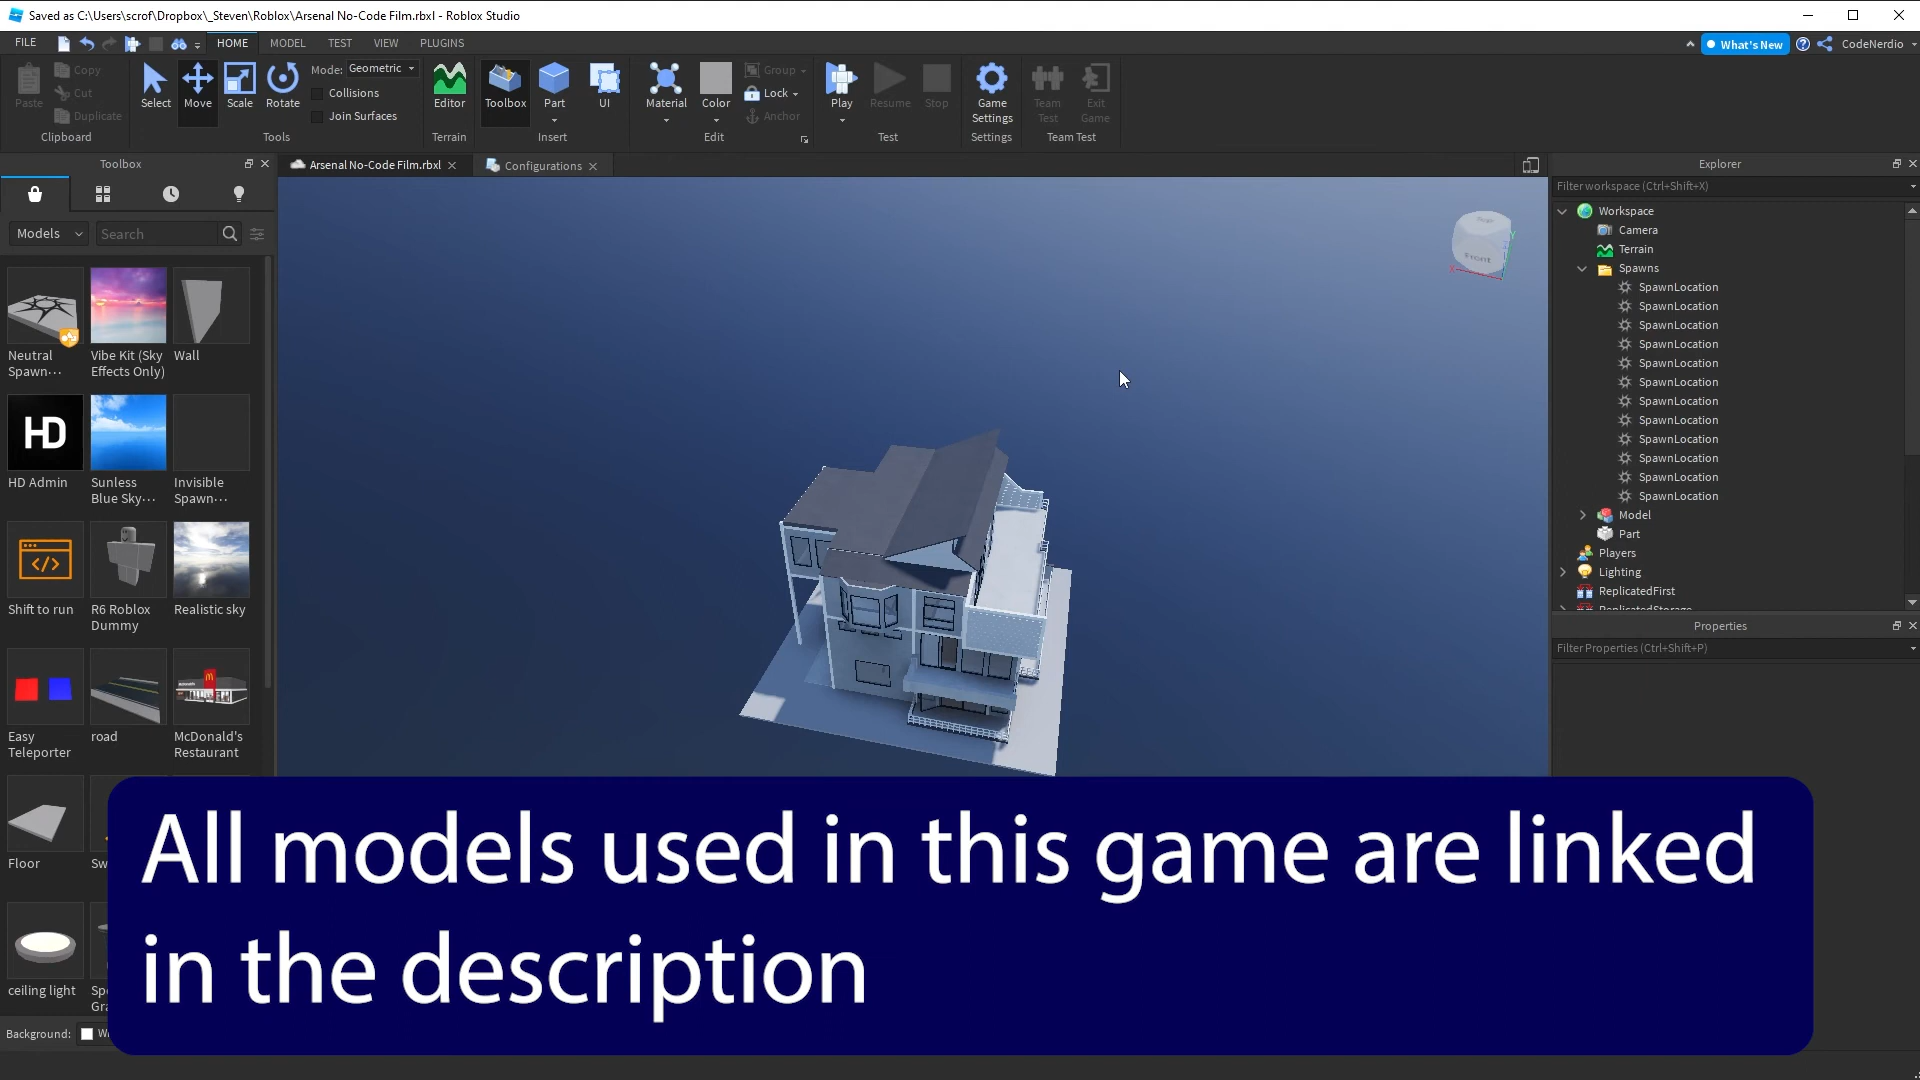 Saved as C:\Users\scrof\Dropbox\_Steven\Roblox\Arsenal No-Code Film.rbxl - Roblox Studio
FILE HOME MODEL TEST VIEW PLUGINS What's New CodeNerdio
Paste Copy Cut Duplicate Select Move Scale Rotate Mode: Geometric Collisions Join Surfaces Editor Toolbox Part UI Material Color Group Lock Anchor Play Resume Stop Game Settings Team Test Exit Game
Clipboard Tools Terrain Insert Edit Test Settings Team Test
Toolbox
Arsenal No-Code Film.rbxl
Configurations
Models
Search
Neutral Spawn...
Vibe Kit (Sky Effects Only)
Wall
HD
HD Admin
Sunless Blue Sky...
Invisible Spawn...
Shift to run
R6 Roblox Dummy
Realistic sky
Easy Teleporter
road
McDonald's Restaurant
Floor
Sw
ceiling light
Spe
Gra
Background: W
Front
X
Y
Explorer
Filter workspace (Ctrl+Shift+X)
Workspace
Camera
Terrain
Spawns
SpawnLocation
SpawnLocation
SpawnLocation
SpawnLocation
SpawnLocation
SpawnLocation
SpawnLocation
SpawnLocation
SpawnLocation
SpawnLocation
SpawnLocation
SpawnLocation
Model
Part
Players
Lighting
ReplicatedFirst
ReplicatedStorage
Properties
Filter Properties (Ctrl+Shift+P)
All models used in this game are linked
in the description